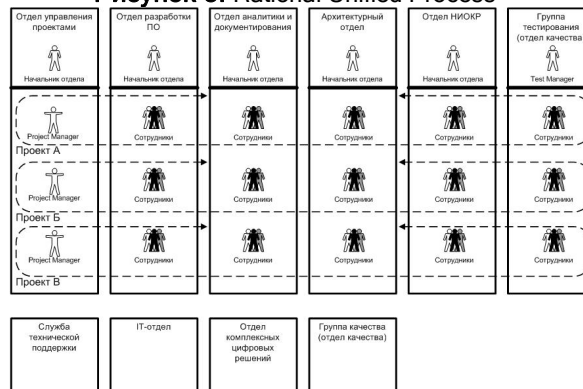 Рисунок 3. Rational Unified Process
Отдел управления
проектами
Начальник отдела
Отдел разработки
ПО
Начальник отдела
Отдел аналитики и
документирования
Начальник отдела
Архитектурный
отдел
Начальник отдела
Отдел НИОКР
Начальник отдела
Группа
тестирования
(отдел качества)
Test Manager
Project Manager
Сотрудники
Сотрудники
Сотрудники
Сотрудники
Сотрудники
Проект А
Project Manager
Сотрудники
Сотрудники
Сотрудники
Сотрудники
Сотрудники
Проект Б
Project Manager
Сотрудники
Сотрудники
Сотрудники
Сотрудники
Сотрудники
Проект В
Служба
технической
поддержки
IT-отдел
Отдел
комплексных
цифровых
решений
Группа качества
(отдел качества)